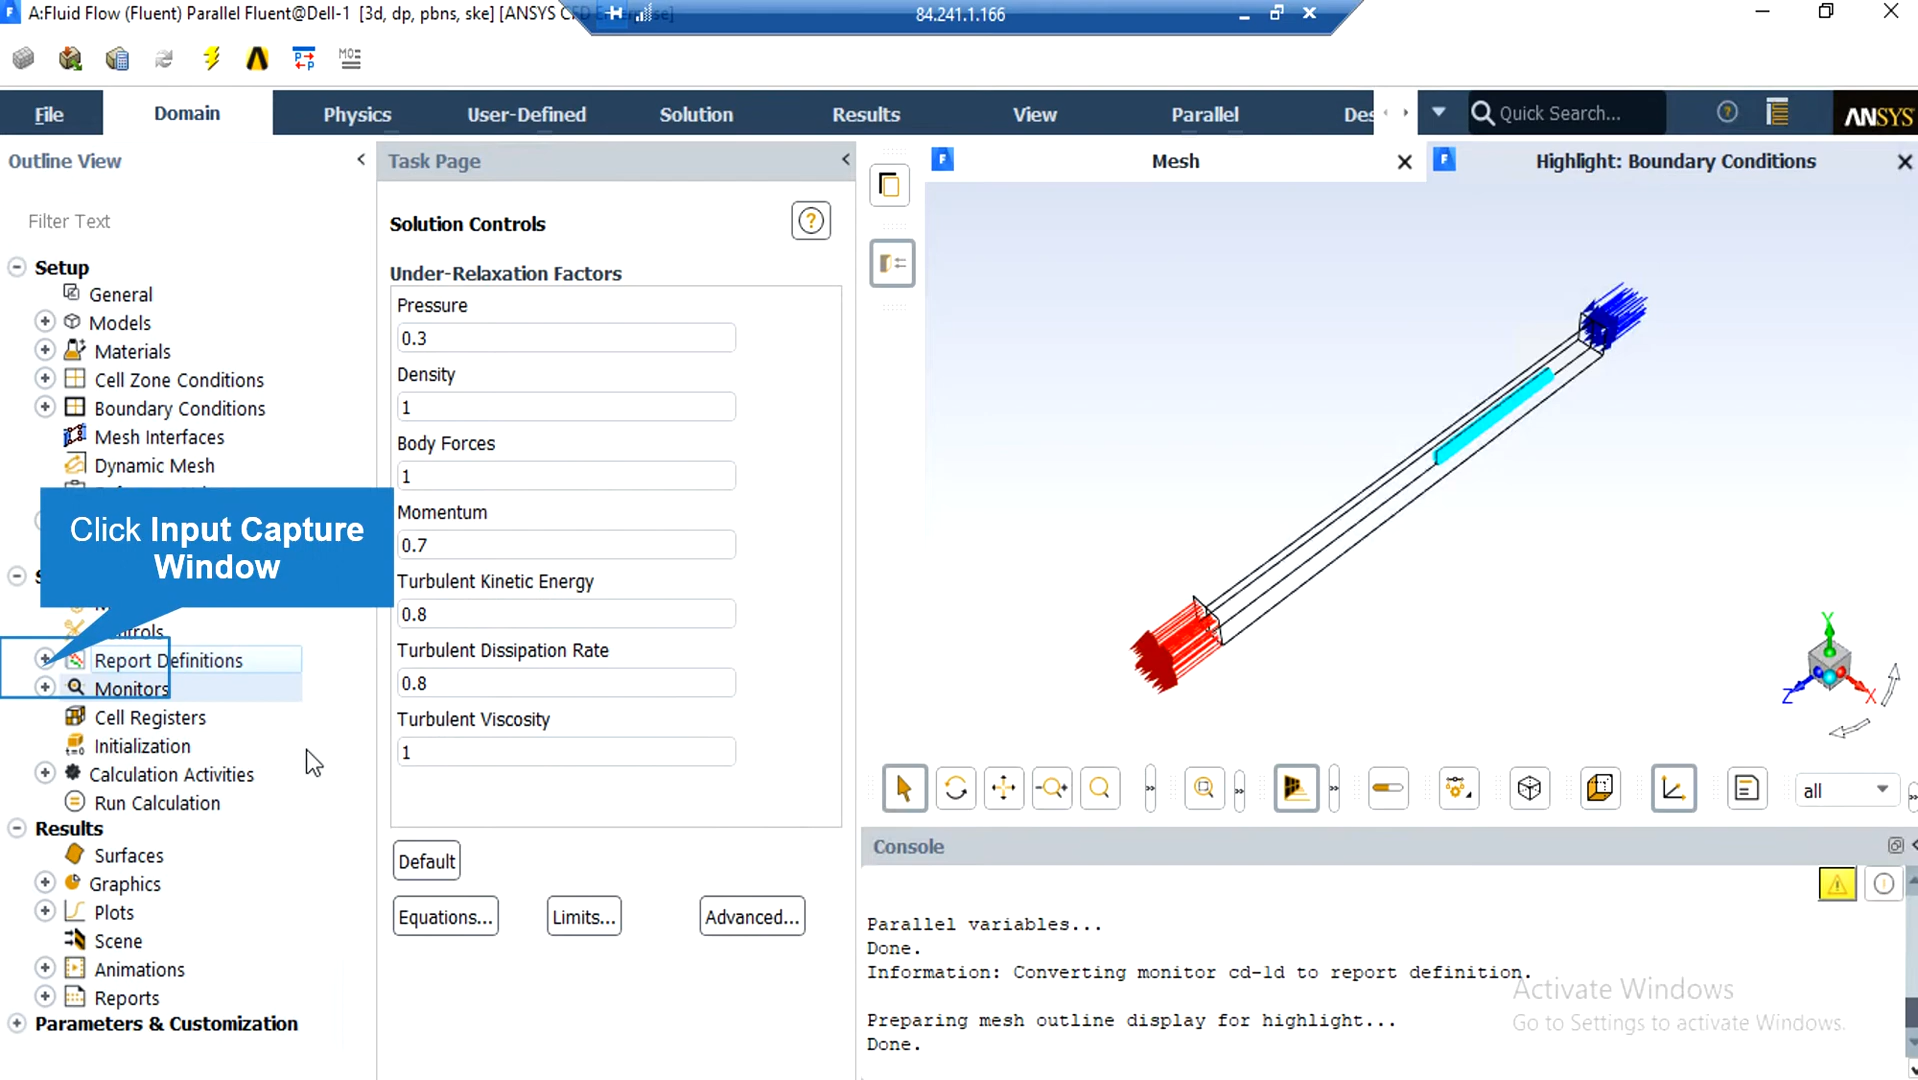 A:Fluid Flow (Fluent) Parallel Fluent@Dell-1 [3d, dp, pbns, ske] [ANSYS CFD Enterprise]
84.241.1.166
File
Domain
Physics
User-Defined
Solution
Results
View
Parallel
Des
Quick Search...
ANSYS
Outline View
Task Page
Mesh
Highlight: Boundary Conditions
Filter Text
Setup
General
Models
Materials
Cell Zone Conditions
Boundary Conditions
Mesh Interfaces
Dynamic Mesh
Click Input Capture
Window
Report Definitions
Monitors
Cell Registers
Initialization
Calculation Activities
Run Calculation
Results
Surfaces
Graphics
Plots
Scene
Animations
Reports
Parameters & Customization
Solution Controls
Under-Relaxation Factors
Pressure
0.3
Density
1
Body Forces
1
Momentum
0.7
Turbulent Kinetic Energy
0.8
Turbulent Dissipation Rate
0.8
Turbulent Viscosity
1
Default
Equations...
Limits...
Advanced...
Y
Z
X
all
Console
Parallel variables...
Done.
Information: Converting monitor cd-1d to report definition.
Preparing mesh outline display for highlight...
Done.
Activate Windows
Go to Settings to activate Windows.